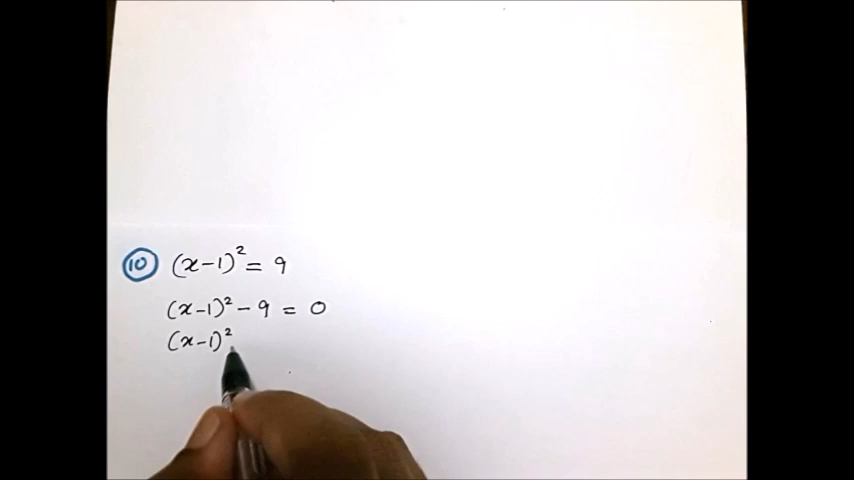 10 (x-1)² = 9
(x-1)² - 9 = 0
(x-1)²